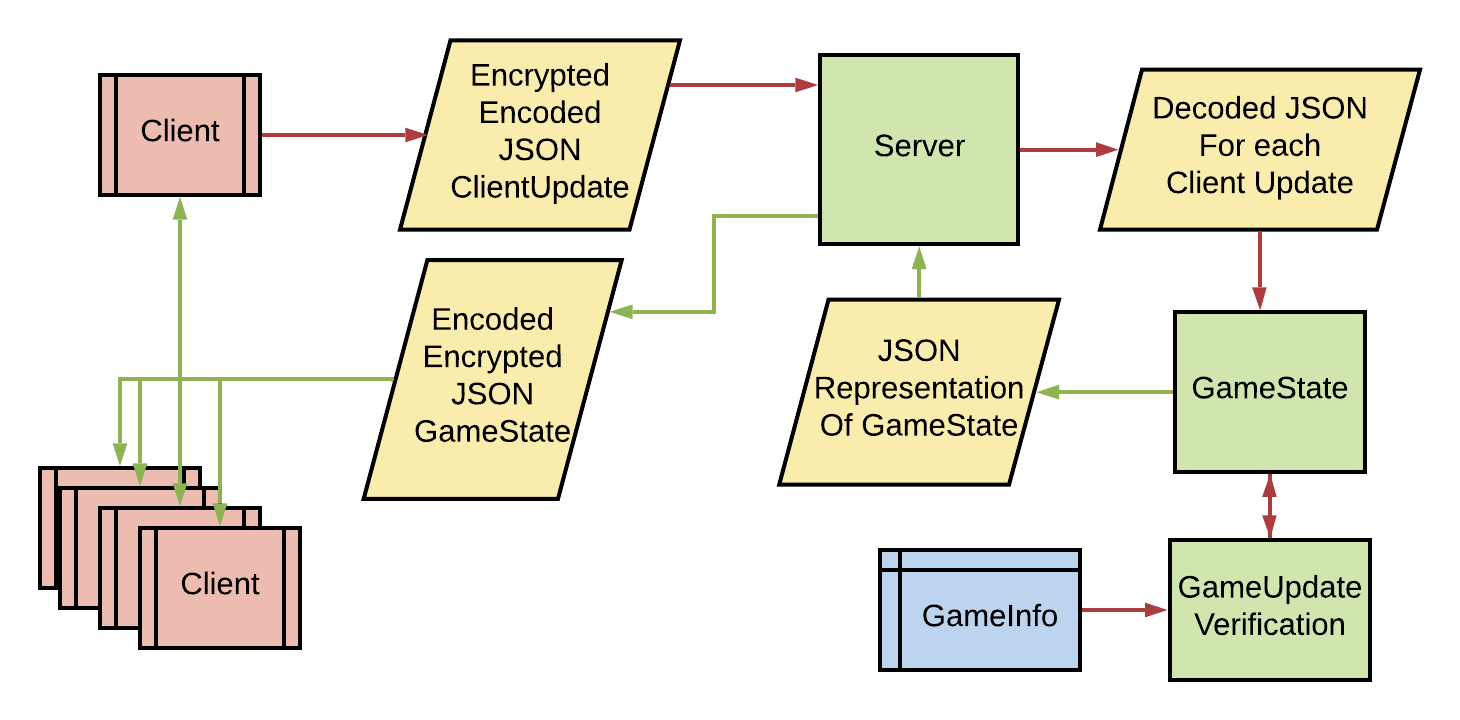 Client
Encrypted
Encoded
JSON
ClientUpdate
Server
Decoded JSON
For each
Client Update
Encoded
Encrypted
JSON
GameState
JSON
Representation
Of GameState
GameState
Client
GameInfo
GameUpdate
Verification